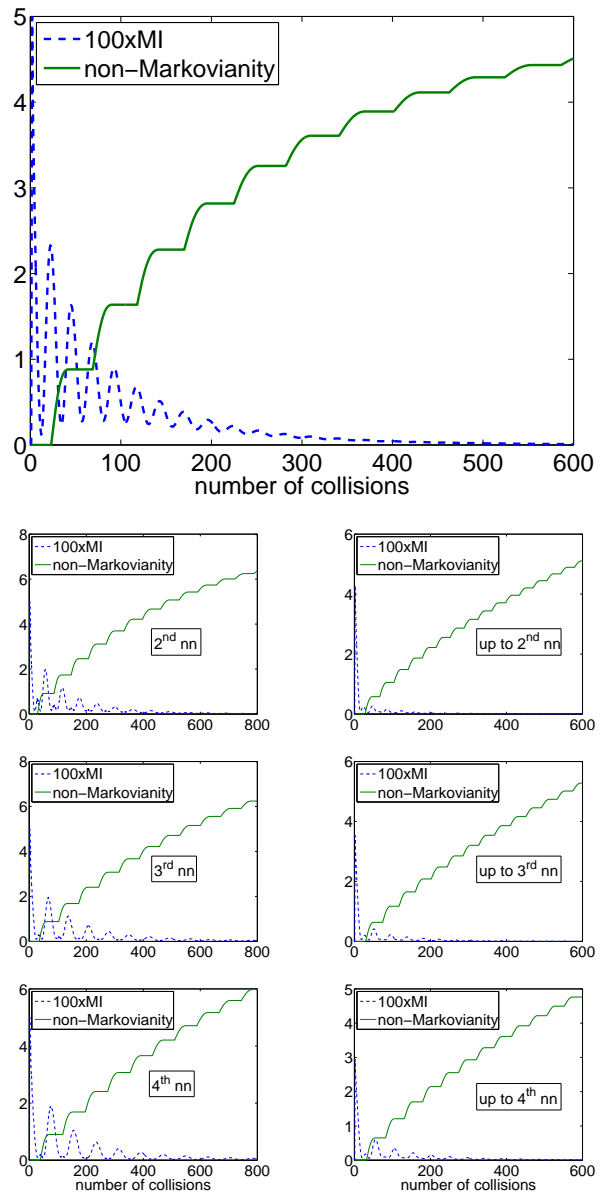 5
4
3
2
1
0
100xMI
non−Markovianity
0 100 200 300 400 500 600
number of collisions
8
6
4
2
0
100xMI
non−Markovianity
2nd nn
0 200 400 600 800
6
4
2
0
100xMI
non−Markovianity
up to 2nd nn
0 200 400 600
8
6
4
2
0
100xMI
non−Markovianity
3rd nn
0 200 400 600 800
6
4
2
0
100xMI
non−Markovianity
up to 3rd nn
0 200 400 600
6
4
2
0
100xMI
non−Markovianity
4th nn
0 200 400 600 800
number of collisions
5
4
3
2
1
0
100xMI
non−Markovianity
up to 4th nn
0 200 400 600
number of collisions